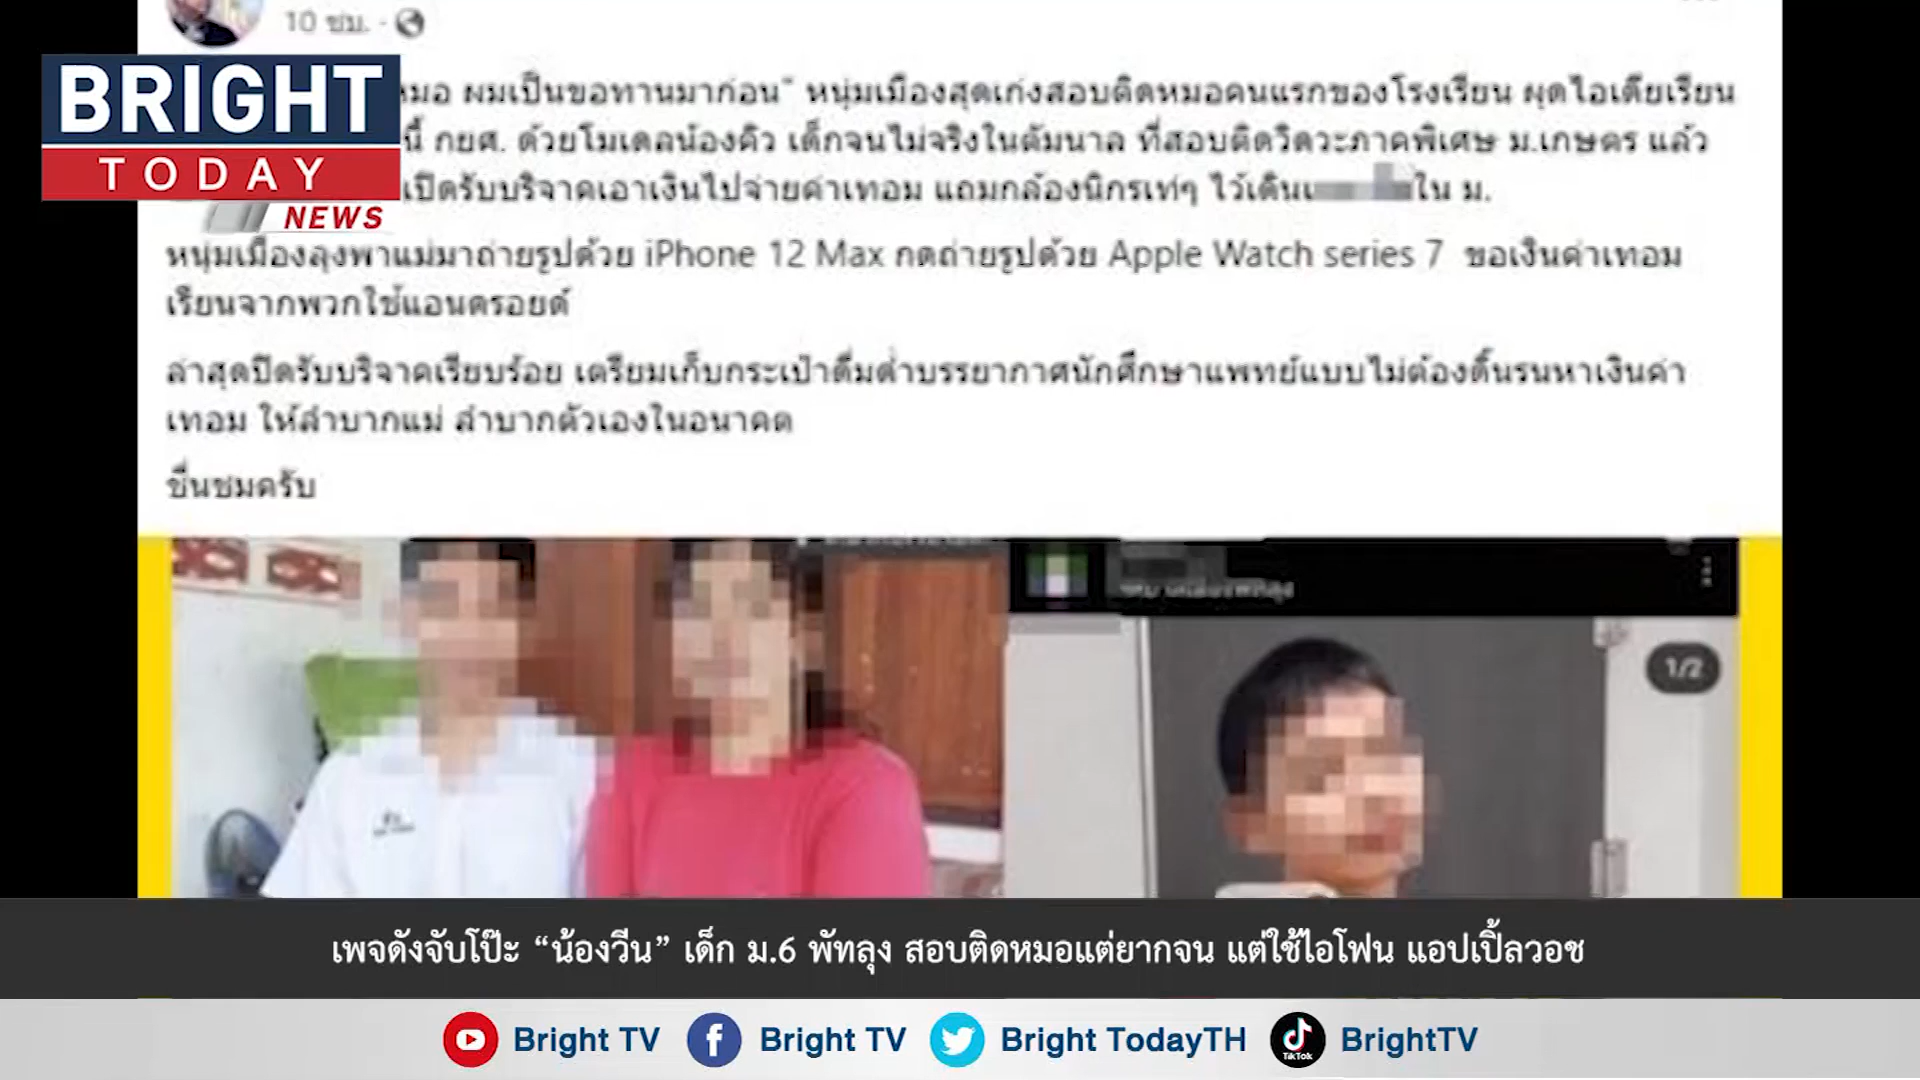 10 ชม.
BRIGHT
TODAY
NEWS
หมอ ผมเป็นขอทานมาก่อน" หนุ่มเมืองสุดเก่งสอบติดหมอคนแรกของโรงเรียน ผุดไอเดียเรียน
นี้ กยศ. ด้วยโมเดลน้องคิว เด็กจนไม่จริงในตัมนาล ที่สอบติดวิดวะภาคพิเศษ ม.เกษตร แล้ว
เปิดรับบริจาคเอาเงินไปจ่ายค่าเทอม แถมกล้องนิกรเท่ๆ ไว้เดิน ใน ม.
หนุ่มเมืองลุงพาแม่มาถ่ายรูปด้วย iPhone 12 Max กดถ่ายรูปด้วย Apple Watch series 7 ขอเงินค่าเทอม
เรียนจากพวกใช้แอนดรอยด์
ล่าสุดปิดรับบริจาคเรียบร้อย เตรียมเก็บกระเป๋าดื่มด่ำบรรยากาศนักศึกษาแพทย์แบบไม่ต้องดิ้นรนหาเงินค่า
เทอม ให้ลำบากแม่ ลำบากตัวเองในอนาคต
ชื่นชมครับ
1/2
เพจดังจับโป๊ะ “น้องวีน” เด็ก ม.6 พัทลุง สอบติดหมอแต่ยากจน แต่ใช้ไอโฟน แอปเปิ้ลวอช
Bright TV
Bright TV
Bright TodayTH
TikTok
BrightTV